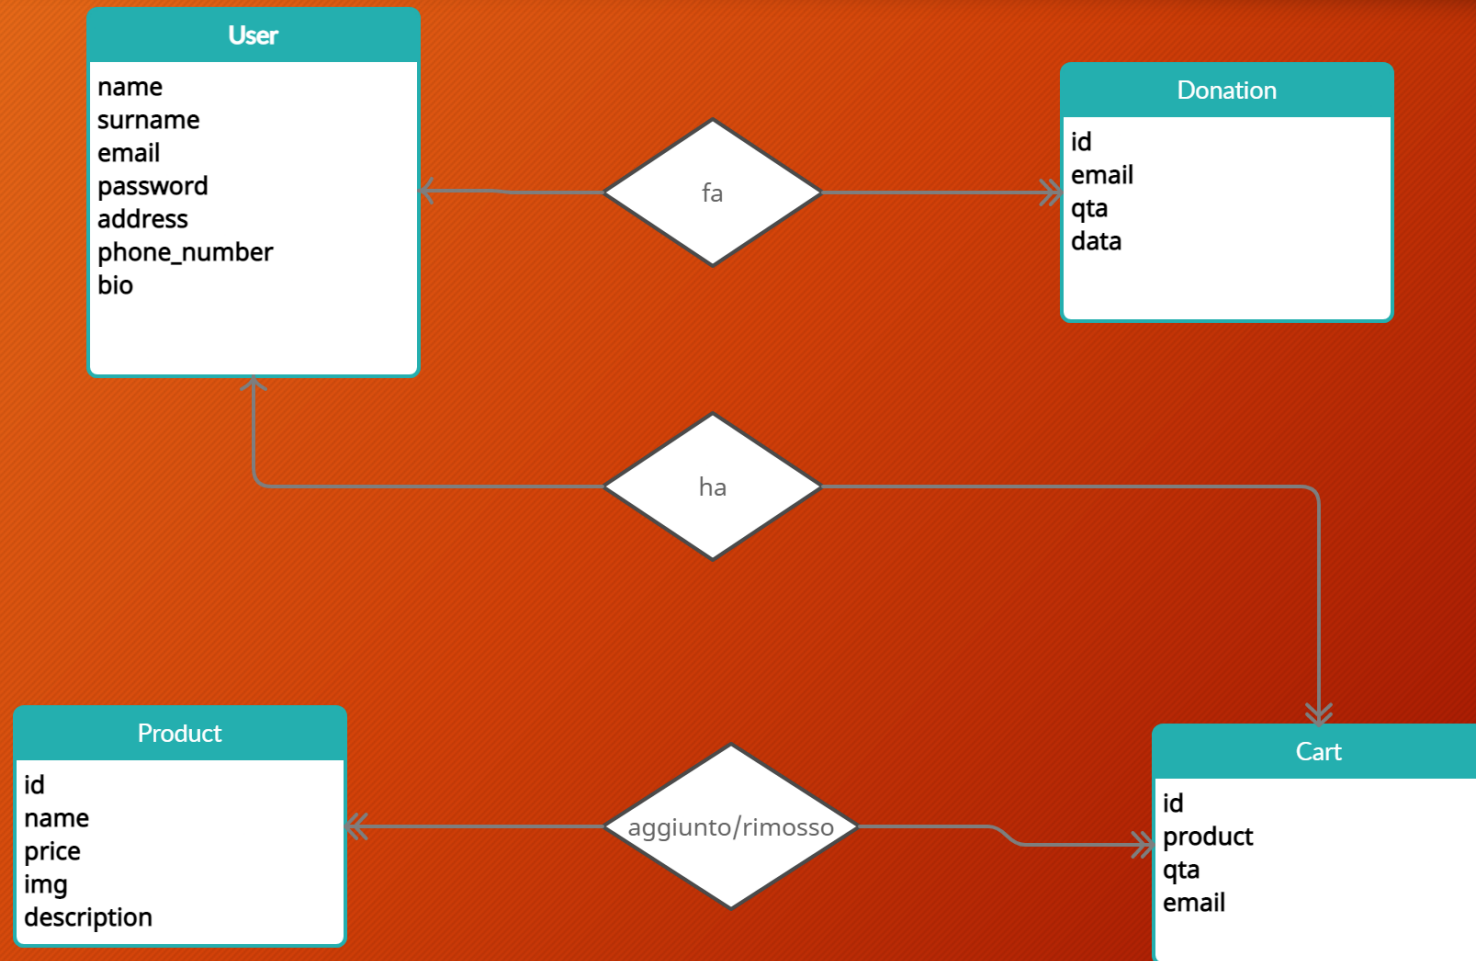 User
name
surname
email
password
address
phone_number
bio
fa
Donation
id
email
qta
data
ha
Product
id
name
price
img
description
aggiunto/rimosso
Cart
id
product
qta
email